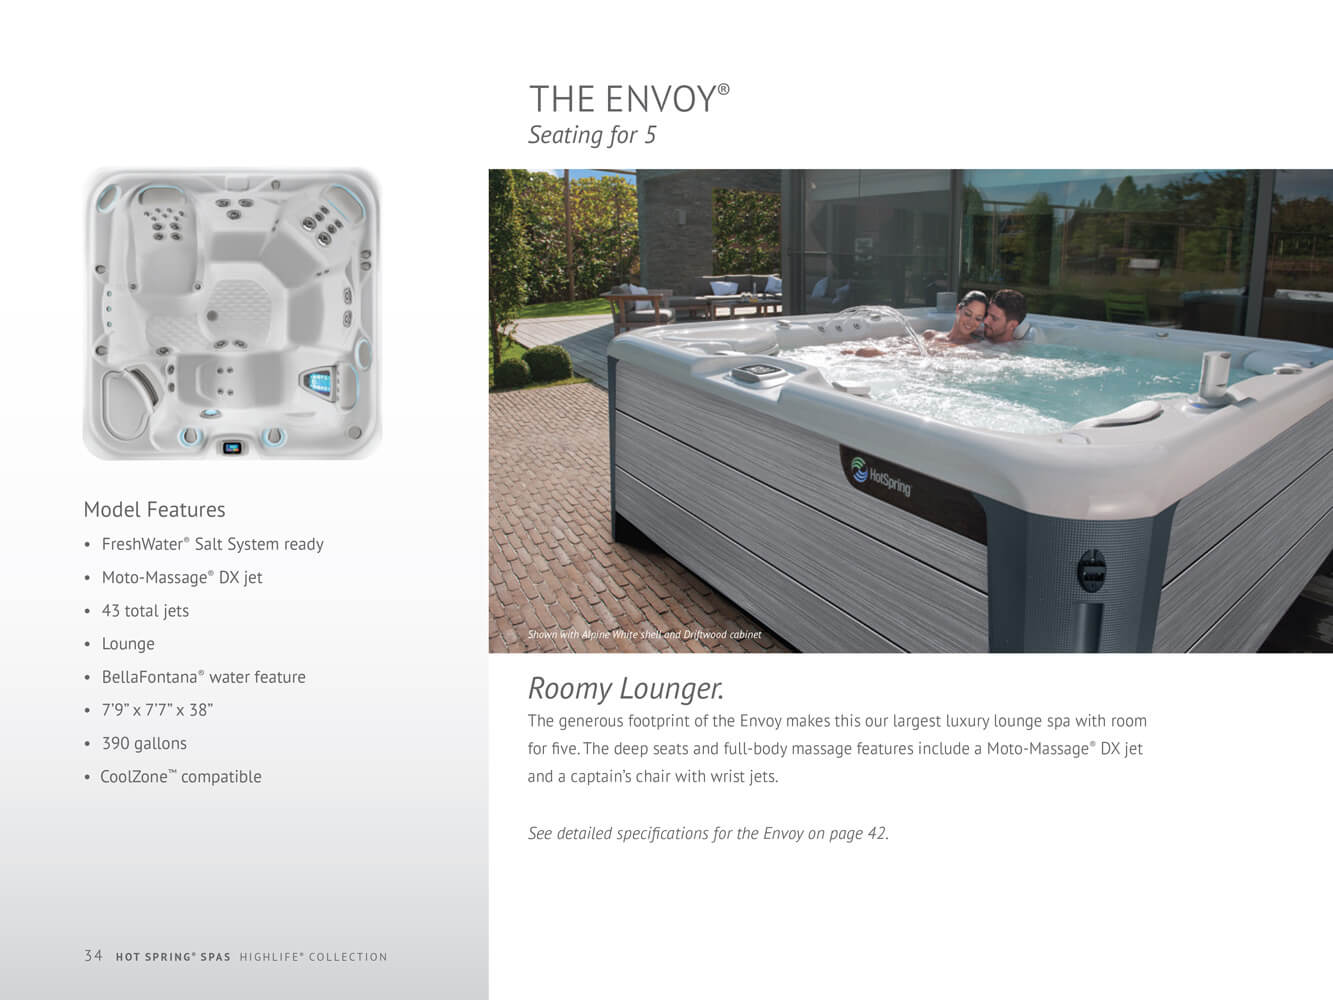 THE ENVOY®
Seating for 5
HotSpring
Shown with Alpine White shell and Driftwood cabinet
Model Features
• FreshWater® Salt System ready
• Moto-Massage® DX jet
• 43 total jets
• Lounge
• BellaFontana® water feature
• 7’9” x 7’7” x 38”
• 390 gallons
• CoolZone™ compatible
Roomy Lounger.
The generous footprint of the Envoy makes this our largest luxury lounge spa with room
for five. The deep seats and full-body massage features include a Moto-Massage® DX jet
and a captain’s chair with wrist jets.
See detailed specifications for the Envoy on page 42.
34 HOT SPRING® SPAS HIGHLIFE® COLLECTION